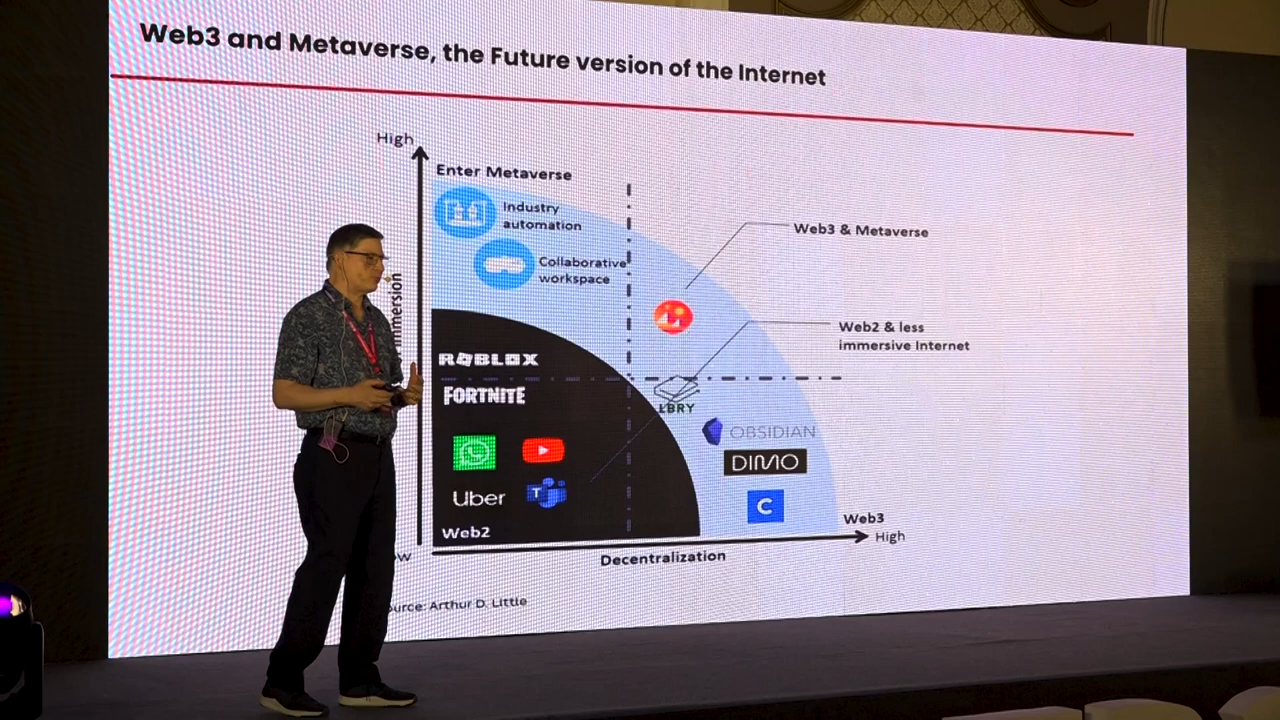 Web3 and Metaverse, the Future version of the Internet
High
Enter Metaverse
Industry
automation
Collaborative
workspace
Web3 & Metaverse
Web2 & less
immersive Internet
ROBLOX
FORTNITE
LBRY
OBSIDIAN
DIMO
Uber
T
C
Web2
Web3
High
Decentralization
Arthur D. Little